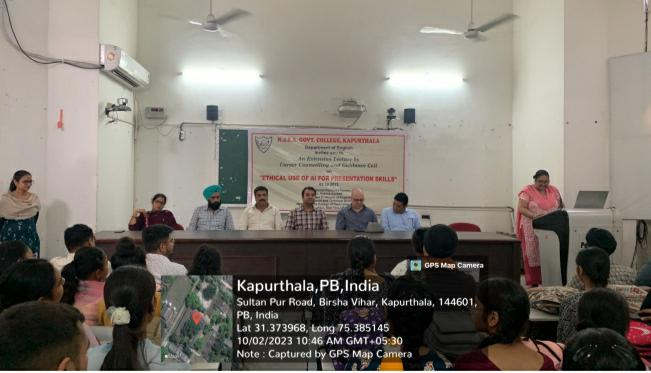 N.J.S.A. GOVT. COLLEGE, KAPURTHALA
Department of English
invites you to
An Extension Lecture by
Career Counselling and Guidance Cell
on
"ETHICAL USE OF AI FOR PRESENTATION SKILLS"
GPS Map Camera
Kapurthala,PB,India
Sultan Pur Road, Birsha Vihar, Kapurthala, 144601,
PB, India
Lat 31.373968, Long 75.385145
10/02/2023 10:46 AM GMT+05:30
Note : Captured by GPS Map Camera